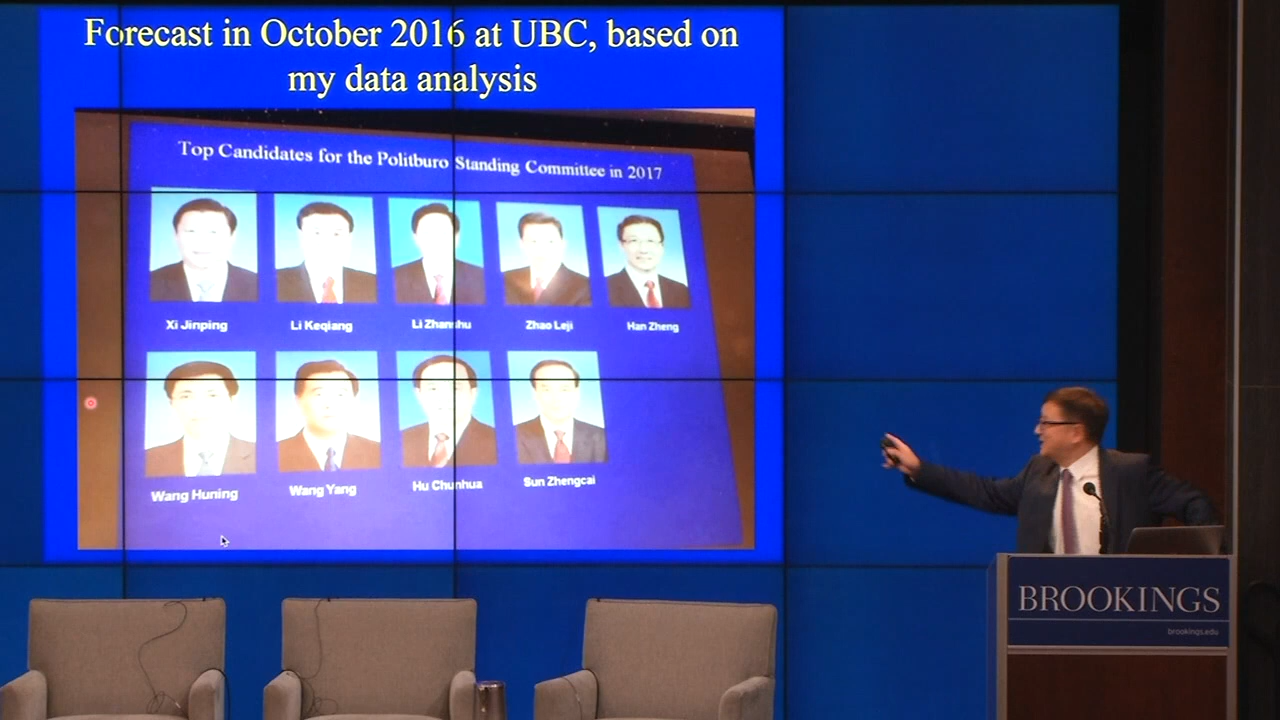 Forecast in October 2016 at UBC, based on
my data analysis
Top Candidates for the Politburo Standing Committee in 2017
Xi Jinping
Li Keqiang
Li Zhanshu
Zhao Leji
Han Zheng
Wang Huning
Wang Yang
Hu Chunhua
Sun Zhengcai
BROOKINGS
brookings.edu